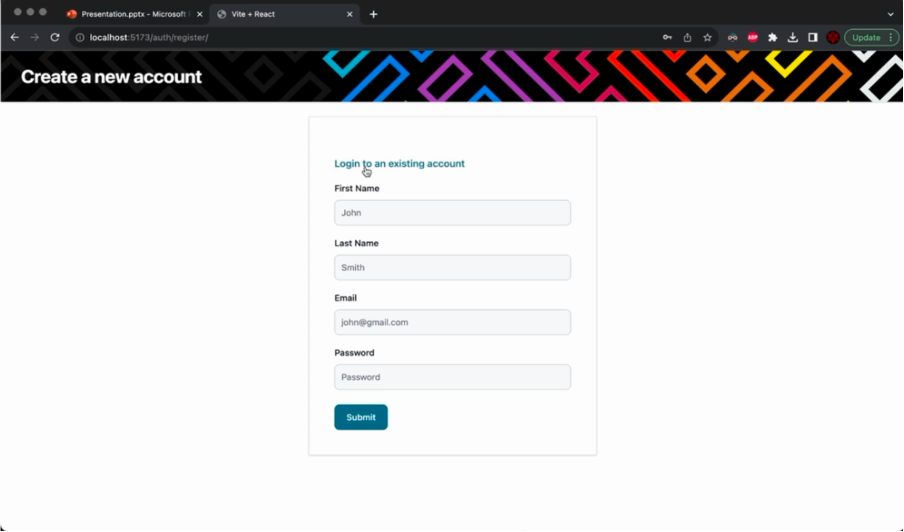 Presentation.pptx - Microsoft
Vite + React
localhost:5173/auth/register/
ABP
Update
Create a new account
Login to an existing account
First Name
John
Last Name
Smith
Email
john@gmail.com
Password
Password
Submit